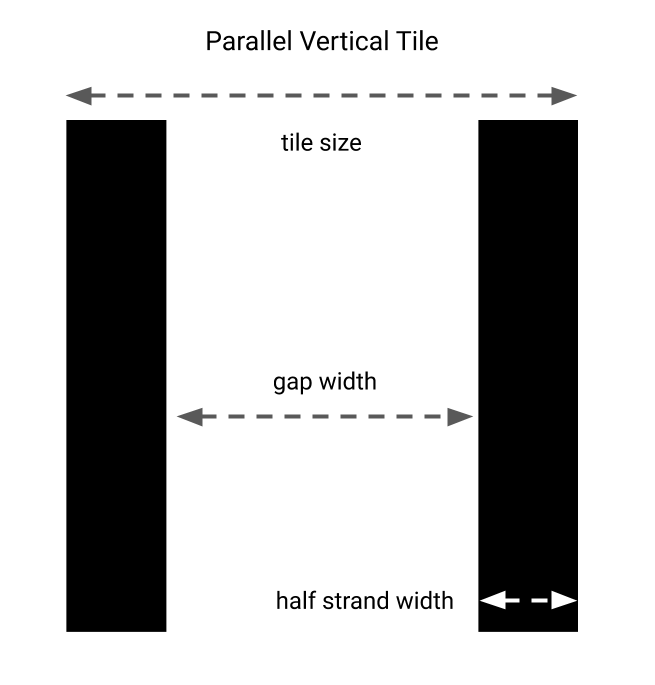 Parallel Vertical Tile
tile size
gap width
half strand width